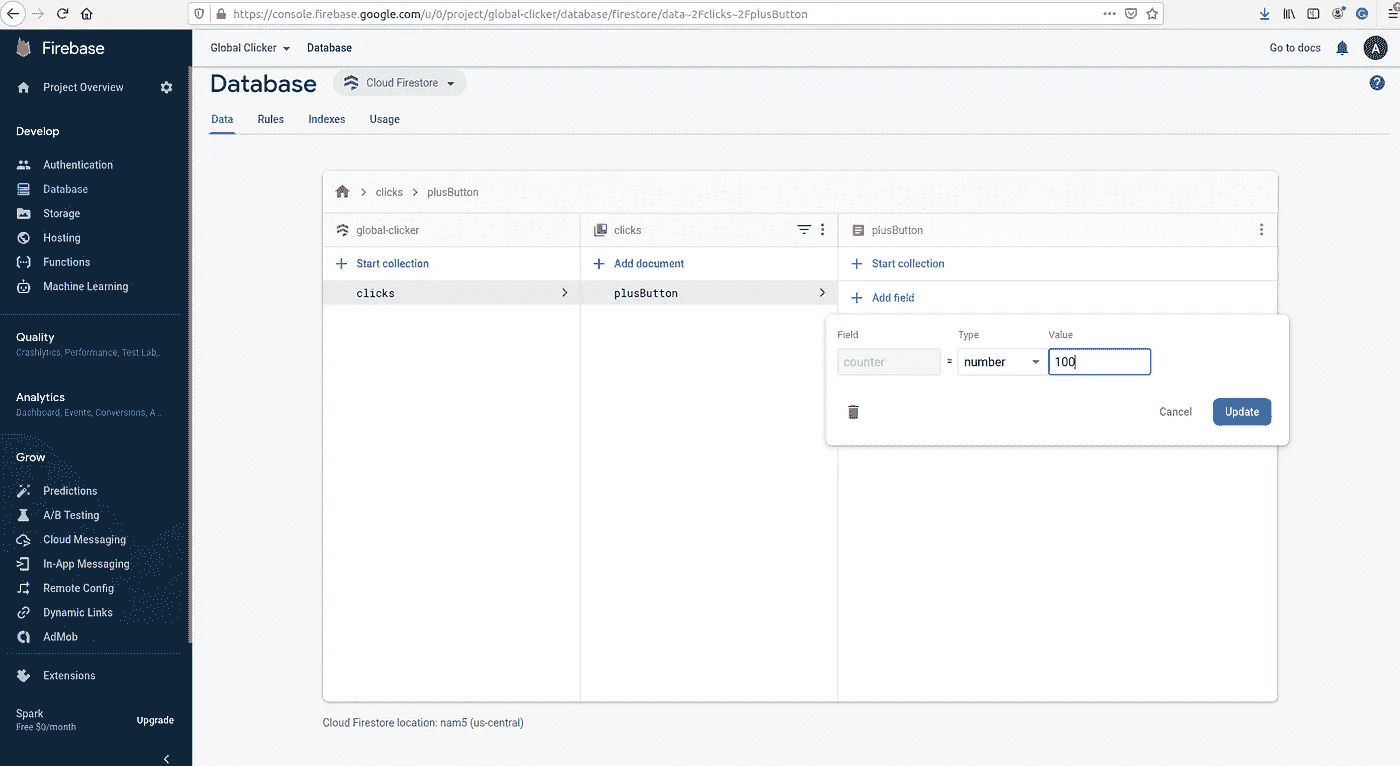 https://console.firebase.google.com/u/0/project/global-clicker/database/firestore/data~2Fclicks~2FplusButton
Firebase
Global Clicker
Database
Go to docs
A
Project Overview
Database
Cloud Firestore
Data
Rules
Indexes
Usage
Develop
Authentication
Database
Storage
Hosting
Functions
Machine Learning
Quality
Crashlytics, Performance, Test Lab,..
Analytics
Dashboard, Events, Conversions, A...
Grow
Predictions
A/B Testing
Cloud Messaging
In-App Messaging
Remote Config
Dynamic Links
AdMob
Extensions
Spark
Free $0/month
Upgrade
clicks
plusButton
global-clicker
clicks
plusButton
Start collection
Add document
Start collection
clicks
plusButton
Add field
Field
Type
Value
counter
=
number
100
Cancel
Update
Cloud Firestore location: nam5 (us-central)